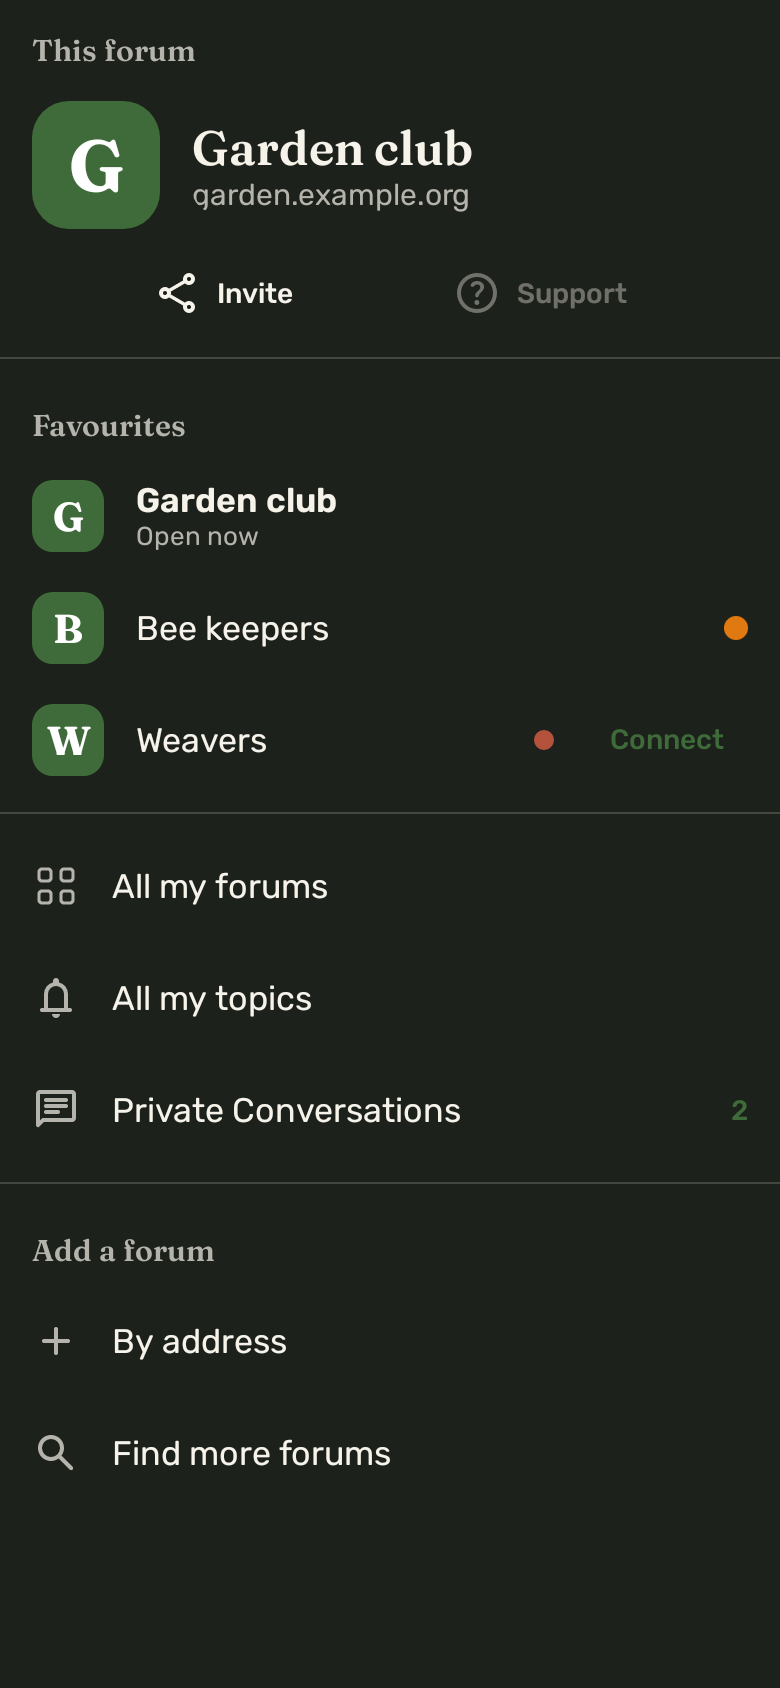 This forum
G
Garden club
garden.example.org
Invite
Support
Favourites
G
Garden club
Open now
B
Bee keepers
W
Weavers
Connect
All my forums
All my topics
Private Conversations
2
Add a forum
By address
Find more forums